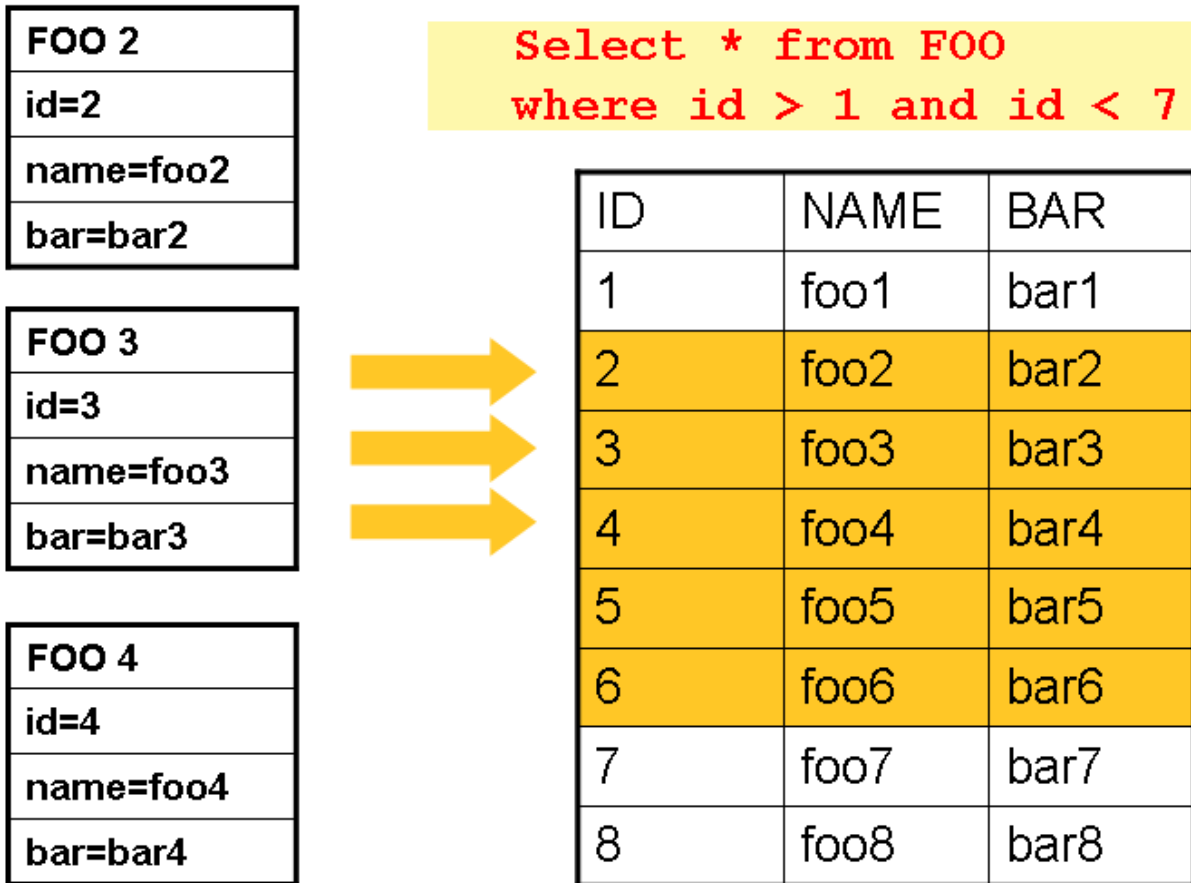 FOO 2
id=2
name=foo2
bar=bar2
FOO 3
id=3
name=foo3
bar=bar3
FOO 4
id=4
name=foo4
bar=bar4
Select * from FOO
where id > 1 and id < 7
ID NAME BAR
1 foo1 bar1
2 foo2 bar2
3 foo3 bar3
4 foo4 bar4
5 foo5 bar5
6 foo6 bar6
7 foo7 bar7
8 foo8 bar8